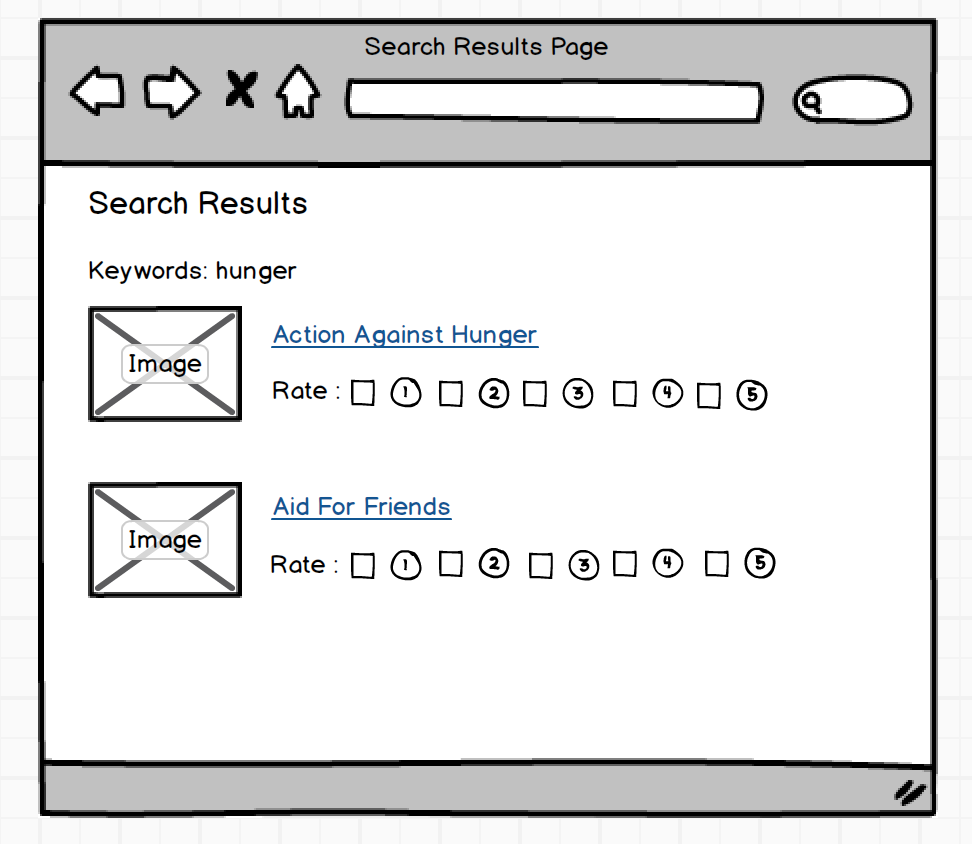 Search Results Page
Search Results
Keywords: hunger
Image
Action Against Hunger
Rate : 1 2 3 4 5
Image
Aid For Friends
Rate : 1 2 3 4 5